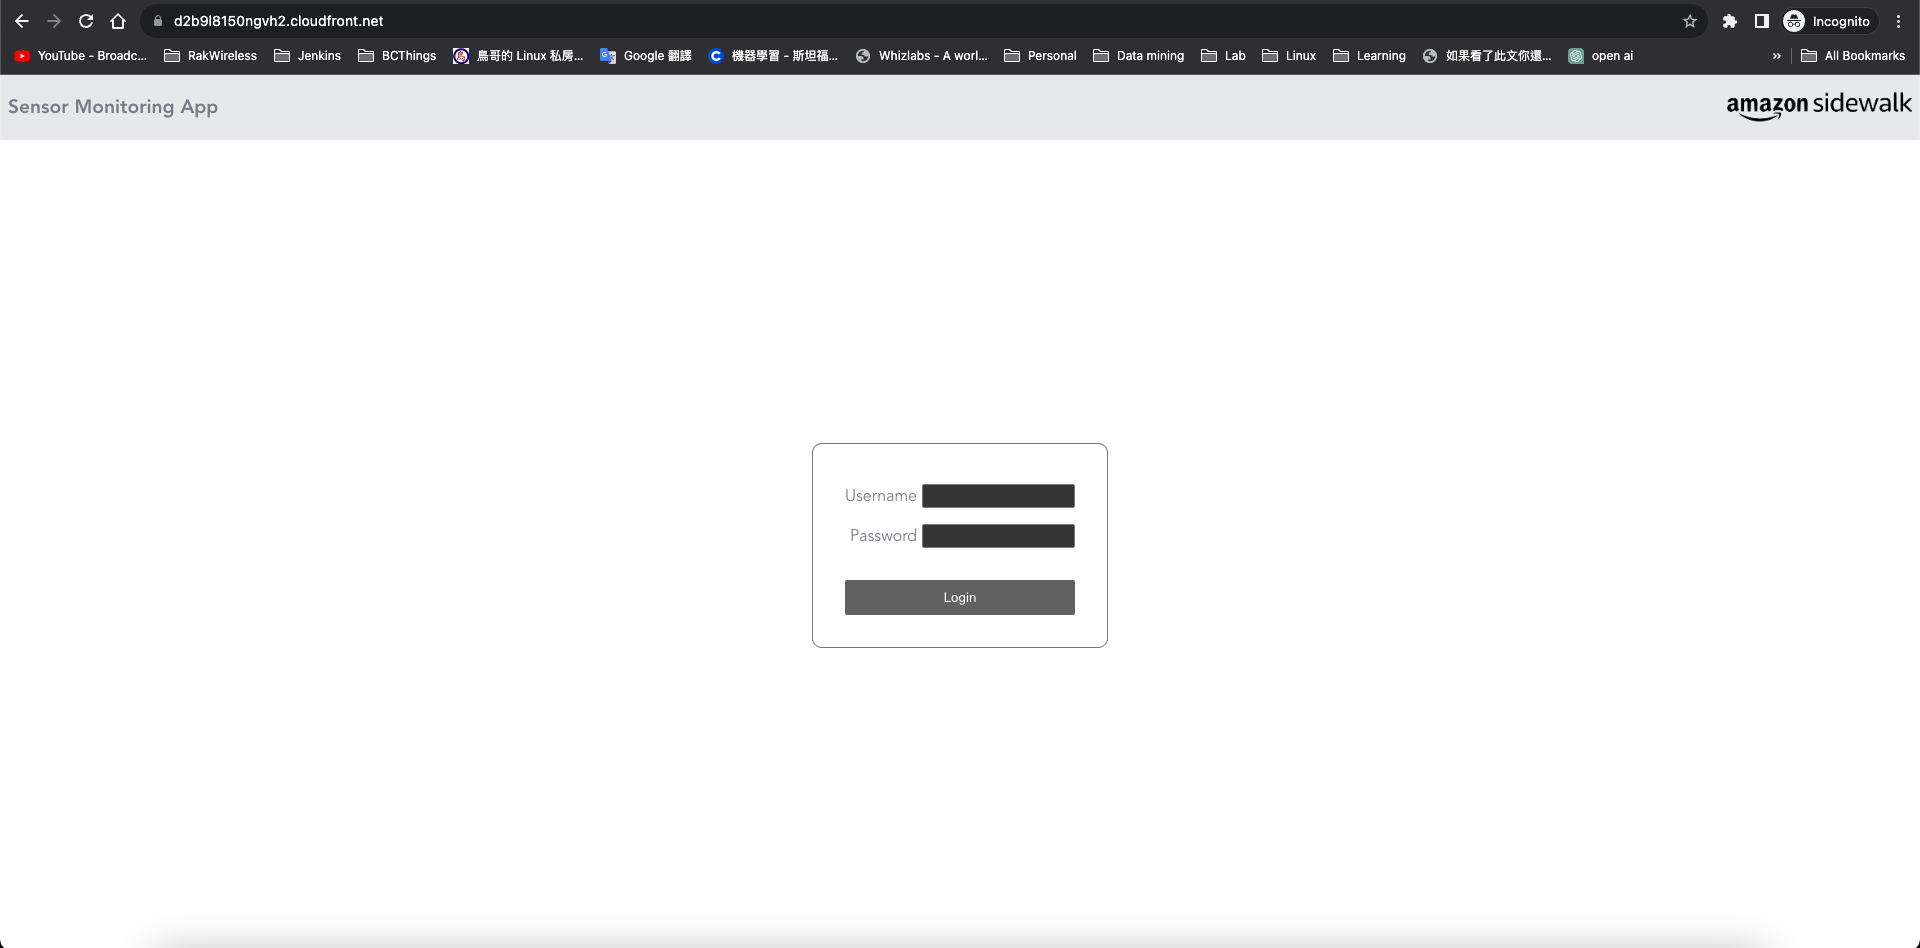 d2b9l8150ngvh2.cloudfront.net Incognito
YouTube - Broadc... RakWireless Jenkins BCThings 鳥哥的 Linux 私房... Google 翻譯 機器學習 - 斯坦福... Whizlabs - A worl... Personal Data mining Lab Linux Learning 如果看了此文你還... open ai » All Bookmarks
Sensor Monitoring App amazon sidewalk
Username
Password
Login